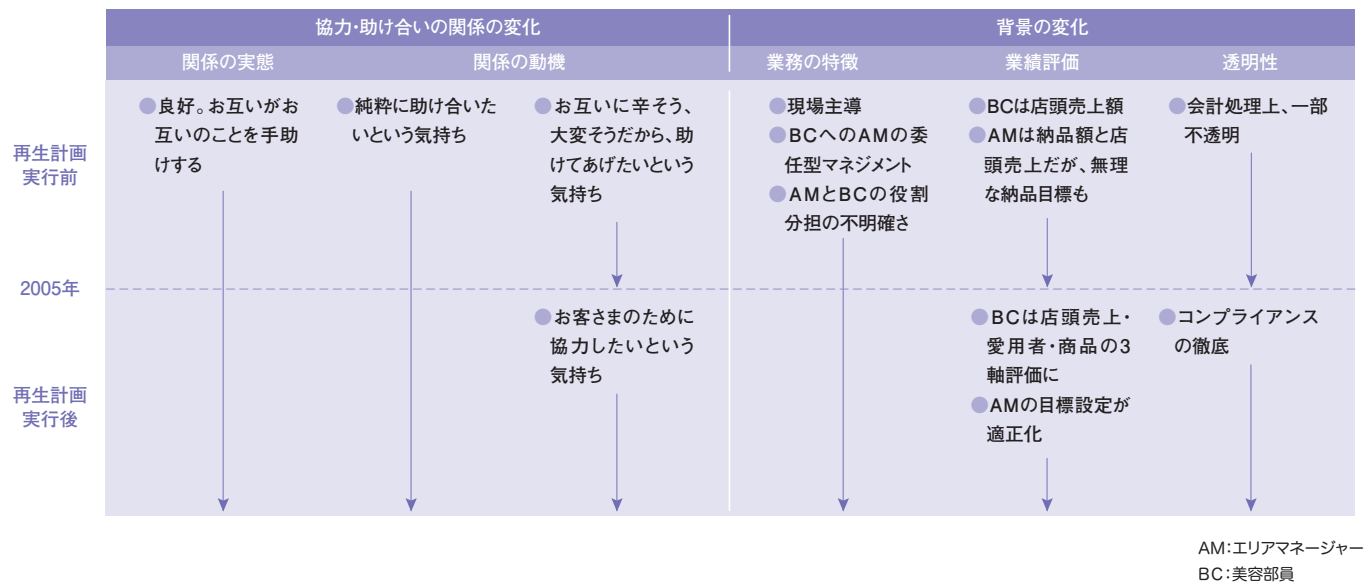 協力・助け合いの関係の変化
背景の変化
関係の実態
関係の動機
業務の特徴
業績評価
透明性
再生計画
実行前
●良好。お互いがお
互いのことを手助
けする
●純粋に助け合いた
いという気持ち
●お互いに辛そう、
大変そうだから、助
けてあげたいという
気持ち
●現場主導
●BCへのAMの委
任型マネジメント
●AMとBCの役割
分担の不明確さ
●BCは店頭売上額
●AMは納品額と店
頭売上だが、無理
な納品目標も
●会計処理上、一部
不透明
2005年
再生計画
実行後
●お客さまのために
協力したいという
気持ち
●BCは店頭売上・
愛用者・商品の3
軸評価に
●AMの目標設定が
適正化
●コンプライアンス
の徹底
AM：エリアマネージャー
BC：美容部員